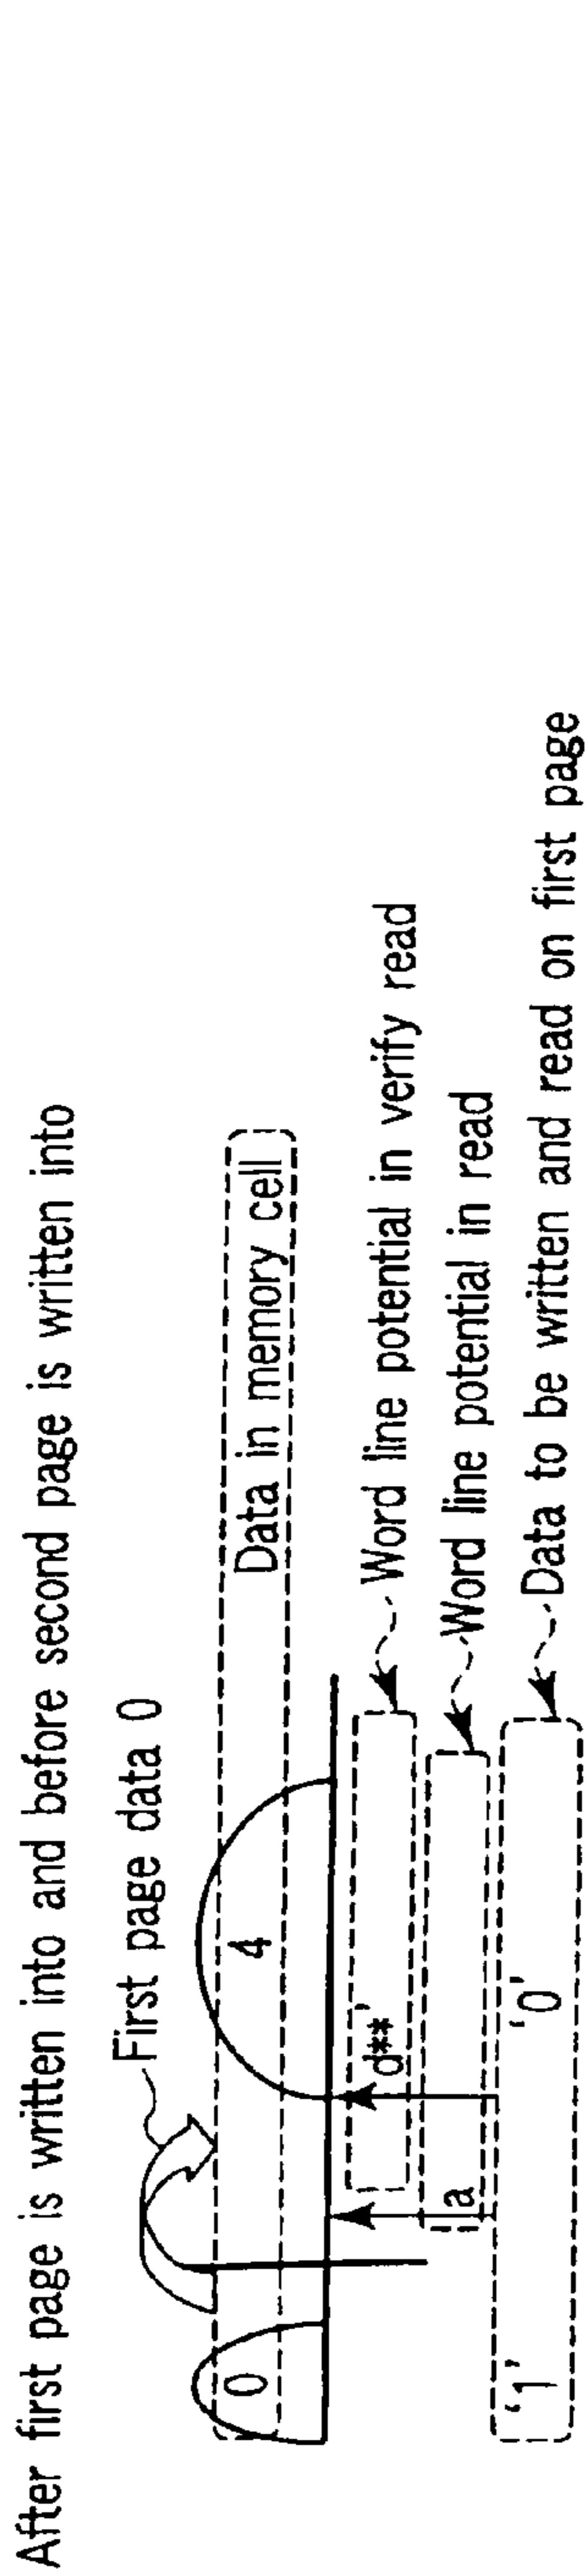 After first page is written into and before second page is written into
First page data 0
0
4
Data in memory cell
d**'
Word line potential in verify read
a
Word line potential in read
'1'
'0'
Data to be written and read on first page